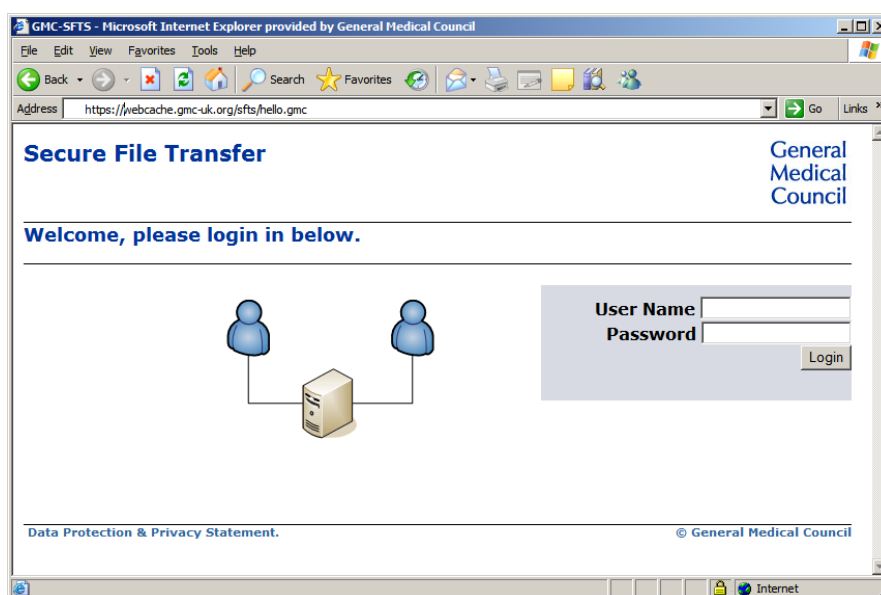 GMC-SFTS - Microsoft Internet Explorer provided by General Medical Council
File Edit View Favorites Tools Help
Back Search Favorites
Address https://webcache.gmc-uk.org/sfts/hello.gmc Go Links »
Secure File Transfer
General
Medical
Council
Welcome, please login in below.
User Name
Password
Login
Data Protection & Privacy Statement. © General Medical Council
Internet